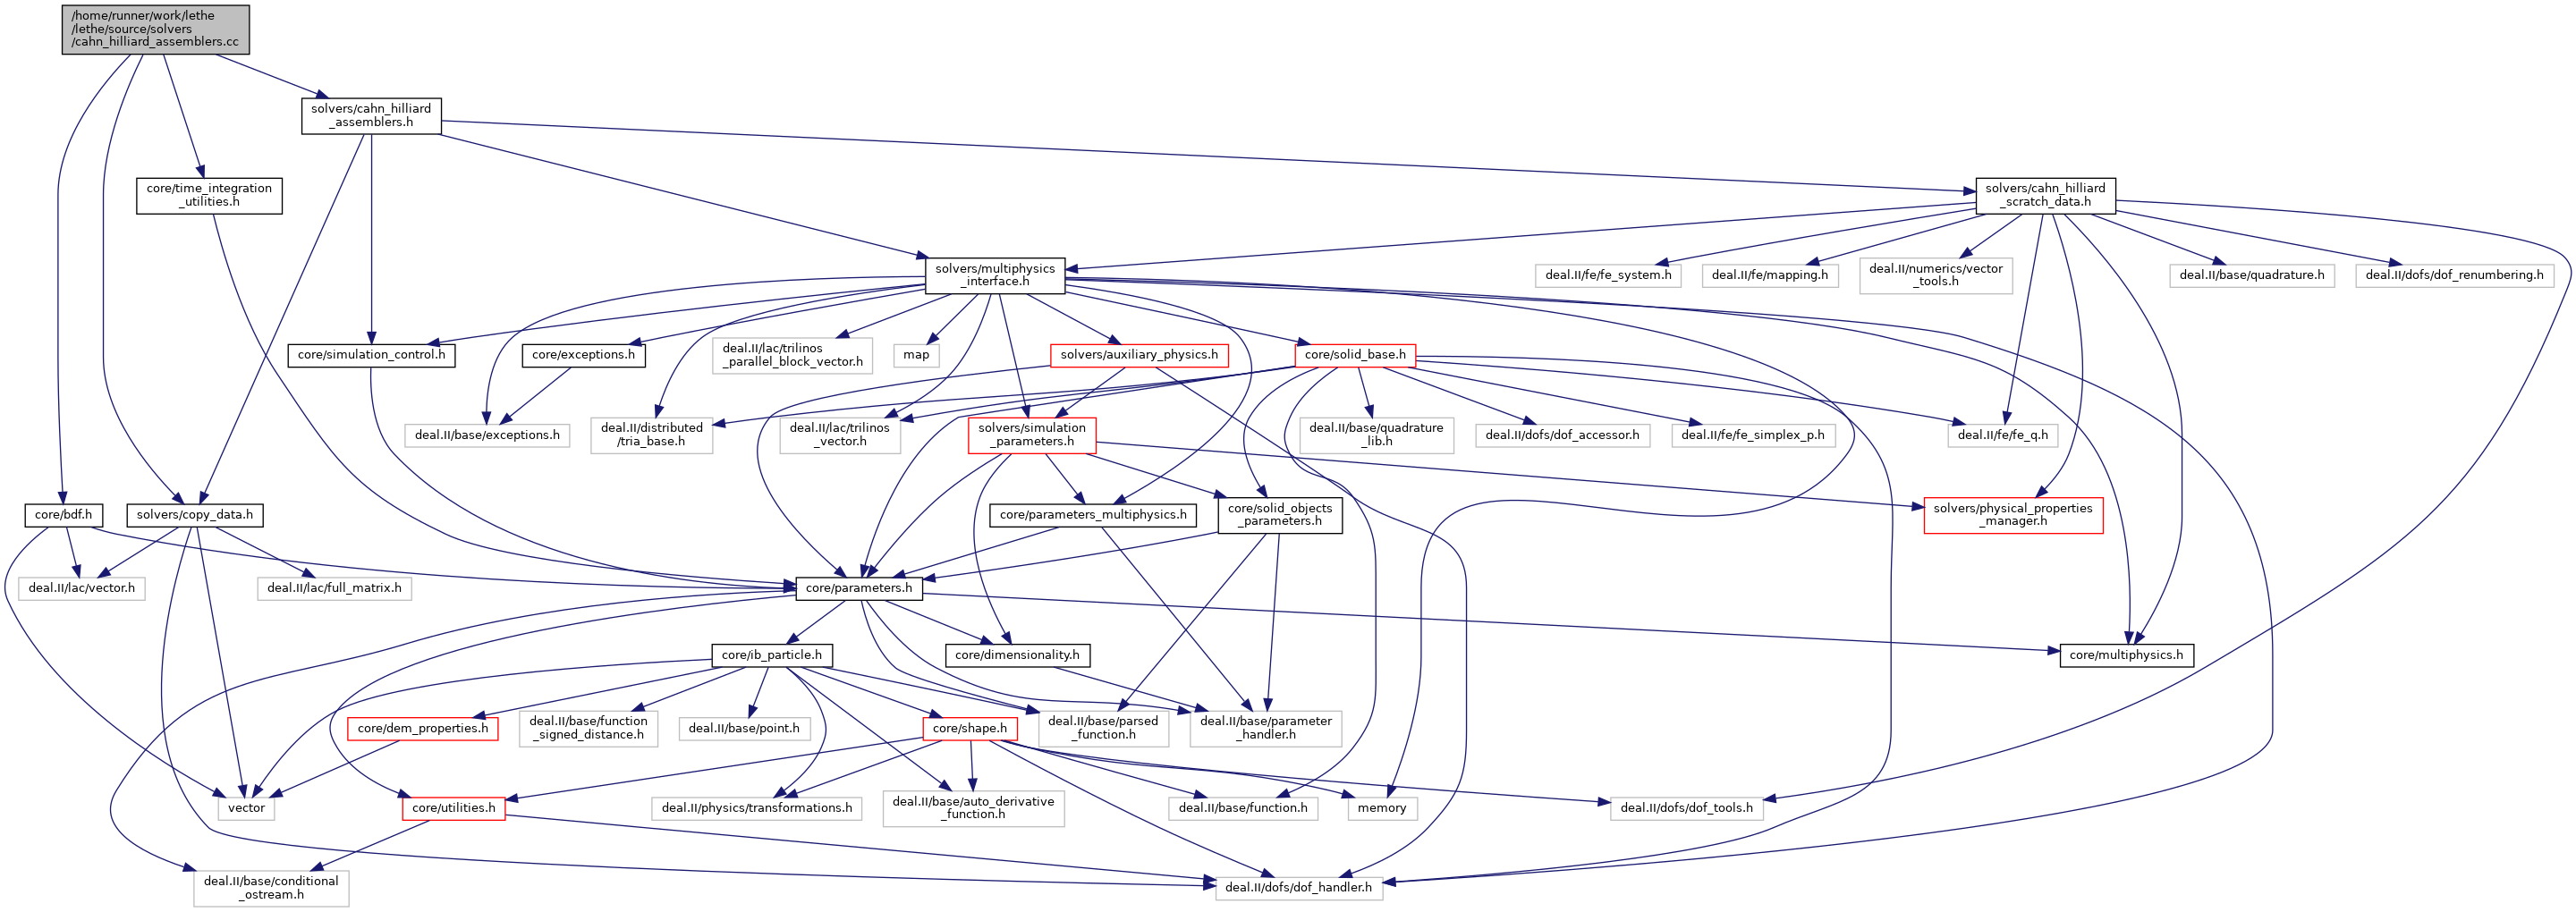 /home/runner/work/lethe
/lethe/source/solvers
/cahn_hilliard_assemblers.cc
solvers/cahn_hilliard
_assemblers.h
core/time_integration
_utilities.h
solvers/cahn_hilliard
_scratch_data.h
solvers/multiphysics
_interface.h
deal.II/fe/fe_system.h
deal.II/fe/mapping.h
deal.II/numerics/vector
_tools.h
deal.II/base/quadrature.h
deal.II/dofs/dof_renumbering.h
core/simulation_control.h
core/exceptions.h
deal.II/lac/trilinos
_parallel_block_vector.h
map
solvers/auxiliary_physics.h
core/solid_base.h
deal.II/base/exceptions.h
deal.II/distributed
/tria_base.h
deal.II/lac/trilinos
_vector.h
solvers/simulation
_parameters.h
deal.II/base/quadrature
_lib.h
deal.II/dofs/dof_accessor.h
deal.II/fe/fe_simplex_p.h
deal.II/fe/fe_q.h
core/bdf.h
solvers/copy_data.h
core/parameters_multiphysics.h
core/solid_objects
_parameters.h
solvers/physical_properties
_manager.h
deal.II/lac/vector.h
deal.II/lac/full_matrix.h
core/parameters.h
core/ib_particle.h
core/dimensionality.h
core/multiphysics.h
core/dem_properties.h
deal.II/base/function
_signed_distance.h
deal.II/base/point.h
core/shape.h
deal.II/base/parsed
_function.h
deal.II/base/parameter
_handler.h
vector
core/utilities.h
deal.II/physics/transformations.h
deal.II/base/auto_derivative
_function.h
deal.II/base/function.h
memory
deal.II/dofs/dof_tools.h
deal.II/base/conditional
_ostream.h
deal.II/dofs/dof_handler.h